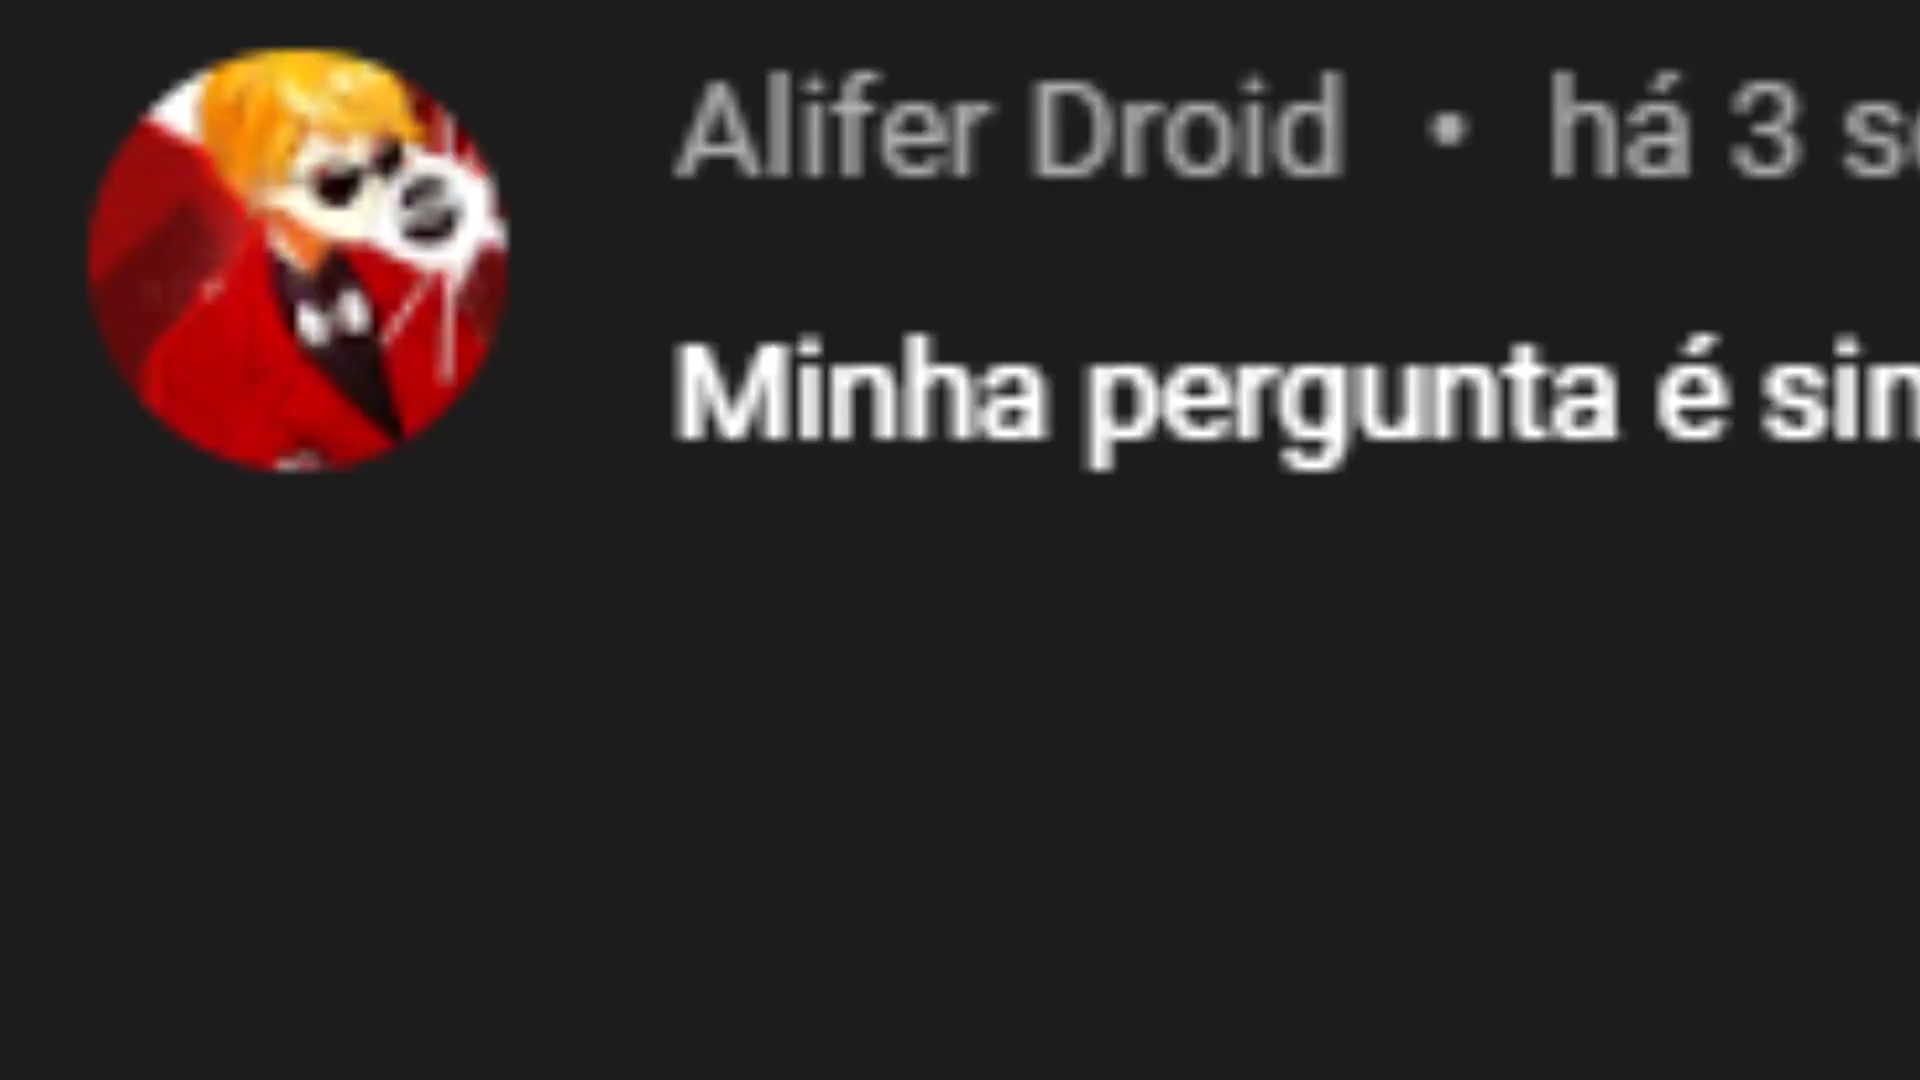 Alifer Droid • há 3
Minha pergunta é